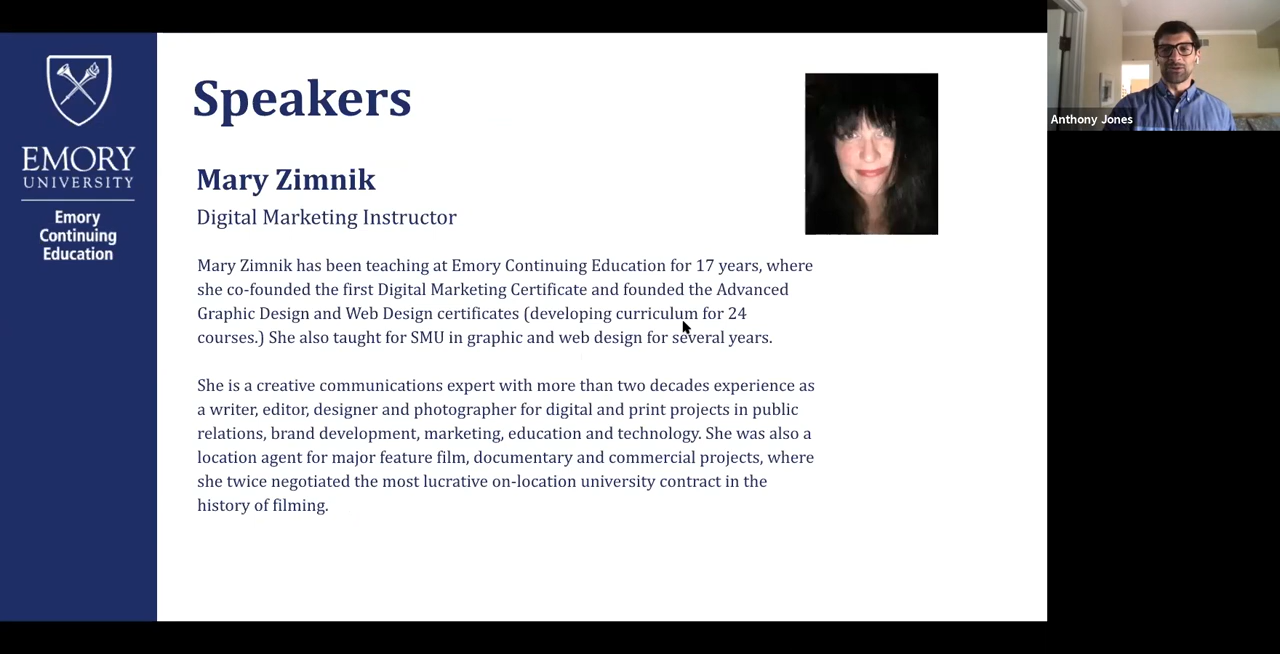 EMORY
UNIVERSITY
Emory
Continuing
Education
Speakers
Mary Zimnik
Digital Marketing Instructor
Mary Zimnik has been teaching at Emory Continuing Education for 17 years, where
she co-founded the first Digital Marketing Certificate and founded the Advanced
Graphic Design and Web Design certificates (developing curriculum for 24
courses.) She also taught for SMU in graphic and web design for several years.
She is a creative communications expert with more than two decades experience as
a writer, editor, designer and photographer for digital and print projects in public
relations, brand development, marketing, education and technology. She was also a
location agent for major feature film, documentary and commercial projects, where
she twice negotiated the most lucrative on-location university contract in the
history of filming.
Anthony Jones